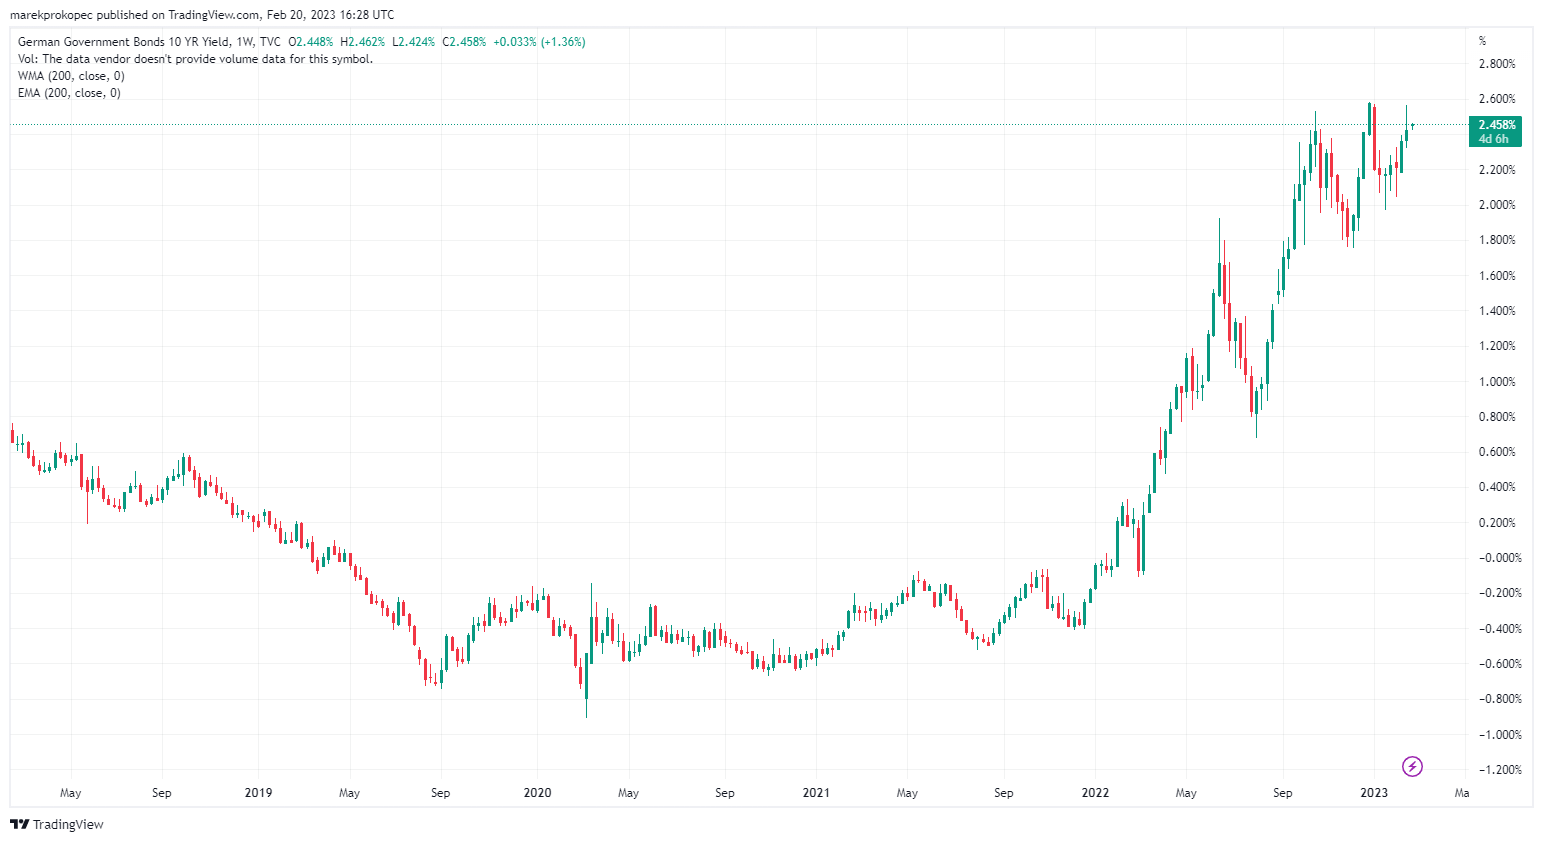 marekprokopec published on TradingView.com, Feb 20, 2023 16:28 UTC
German Government Bonds 10 YR Yield, 1W, TVC O2.448% H2.462% L2.424% C2.458% +0.033% (+1.36%)
Vol: The data vendor doesn't provide volume data for this symbol.
WMA (200, close, 0)
EMA (200, close, 0)
%
2.800%
2.600%
2.458%
4d 6h
2.200%
2.000%
1.800%
1.600%
1.400%
1.200%
1.000%
0.800%
0.600%
0.400%
0.200%
−0.000%
−0.200%
−0.400%
−0.600%
−0.800%
−1.000%
−1.200%
May Sep 2019 May Sep 2020 May Sep 2021 May Sep 2022 May Sep 2023 Ma
TradingView